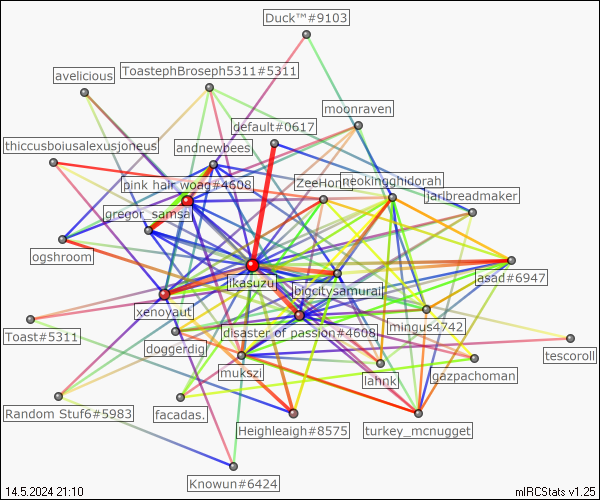 Duck™#9103
ToastephBroseph5311#5311
avelicious
moonraven
default#0617
thiccusboiusalexusjoneus
andnewbees
pink hair woag#4608
ZeeHono
neokingghidorah
jarlbreadmaker
gregor_samsa
ogshroom
ikasuzu
bigcitysamurai
asad#6947
xenoyaut
disaster of passion#4608
mingus4742
Toast#5311
doggerdig
tescoroll
mukszi
lahnk
gazpachoman
Random Stuf6#5983
facadas.
Heighleaigh#8575
turkey_mcnugget
Knowun#6424
14.5.2024 21:10
mIRCStats v1.25